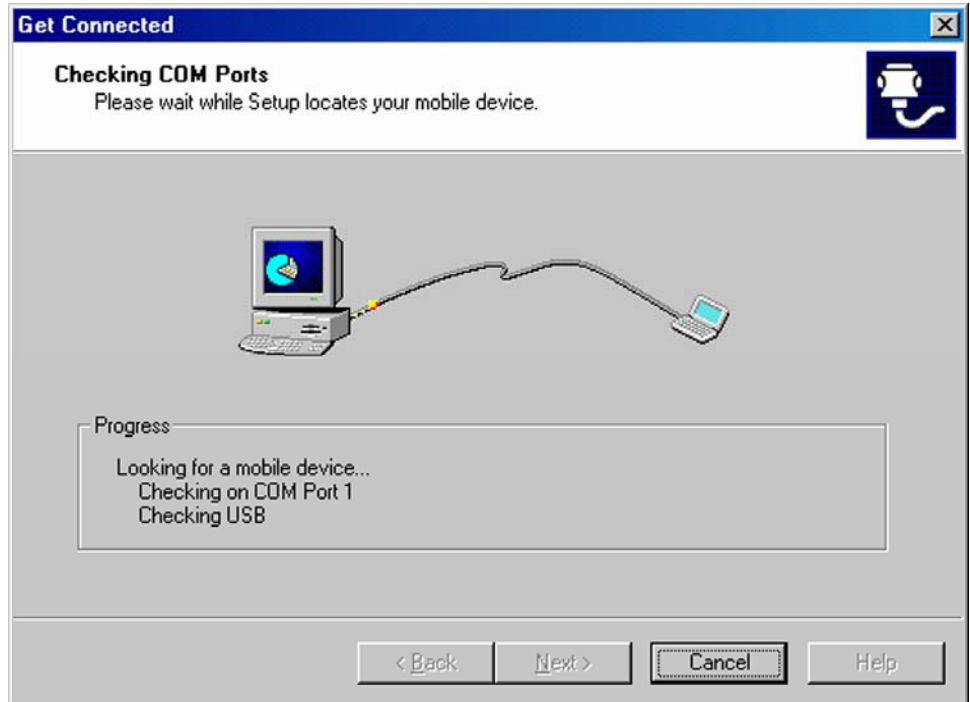 Get Connected
Checking COM Ports
Please wait while Setup locates your mobile device.
Progress
Looking for a mobile device...
Checking on COM Port 1
Checking USB
< Back Next > Cancel Help